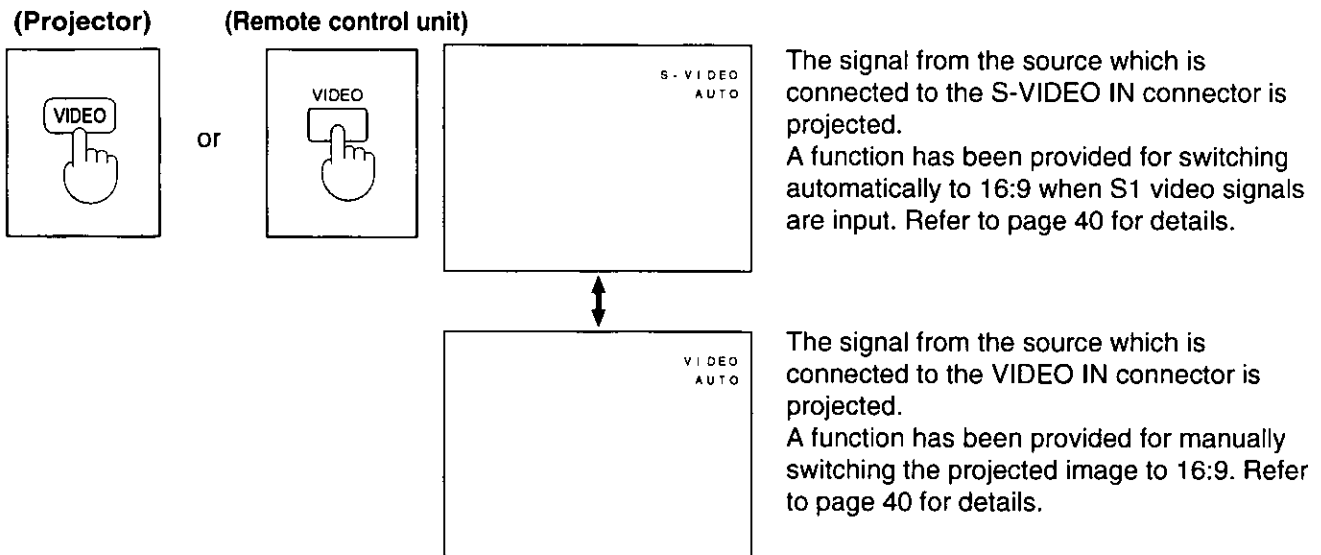 (Projector)
(Remote control unit)
VIDEO
or
VIDEO
S-VIDEO
AUTO
The signal from the source which is
connected to the S-VIDEO IN connector is
projected.
A function has been provided for switching
automatically to 16:9 when S1 video signals
are input. Refer to page 40 for details.
VIDEO
AUTO
The signal from the source which is
connected to the VIDEO IN connector is
projected.
A function has been provided for manually
switching the projected image to 16:9. Refer
to page 40 for details.